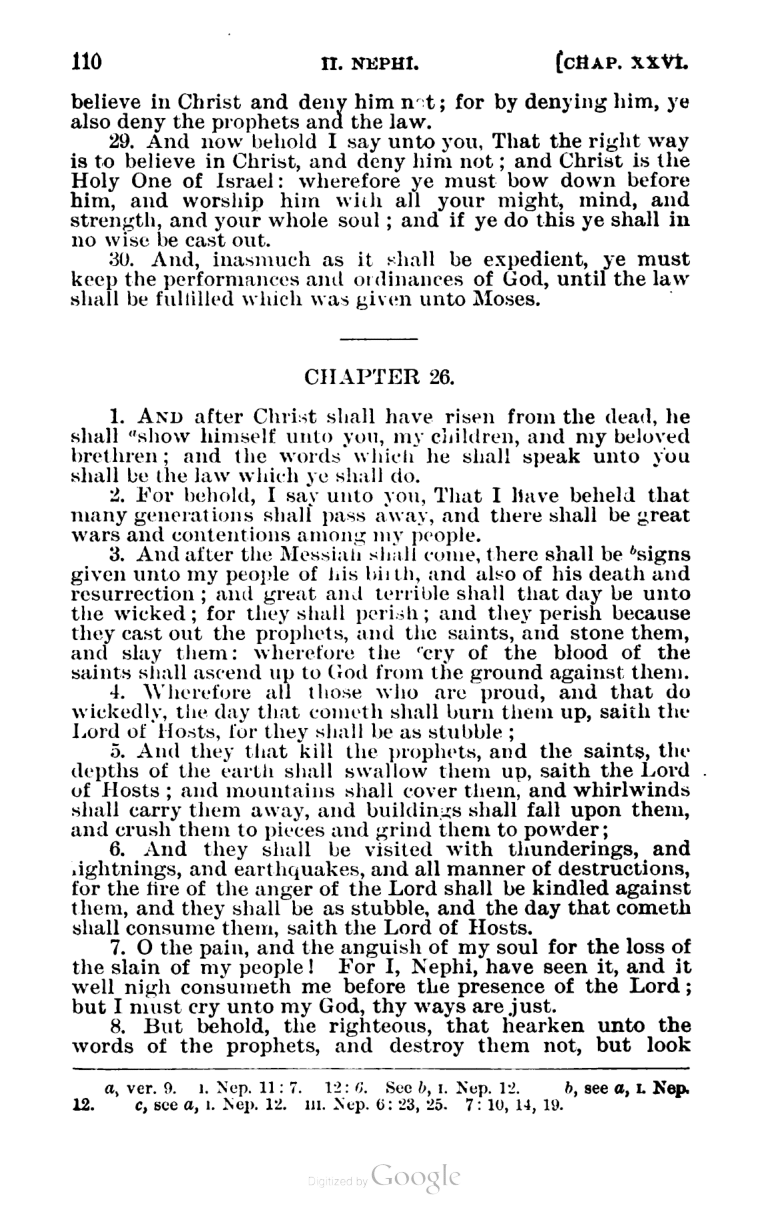 110 II. NEPHI. [CHAP. XXVI.
believe in Christ and deny him not; for by denying him, ye
also deny the prophets and the law.
29. And now behold I say unto you, That the right way
is to believe in Christ, and deny him not; and Christ is the
Holy One of Israel: wherefore ye must bow down before
him, and worship him with all your might, mind, and
strength, and your whole soul; and if ye do this ye shall in
no wise be cast out.
30. And, inasmuch as it shall be expedient, ye must
keep the performances and ordinances of God, until the law
shall be fulfilled which was given unto Moses.
CHAPTER 26.
1. AND after Christ shall have risen from the dead, he
shall ᵃshow himself unto you, my children, and my beloved
brethren; and the words which he shall speak unto you
shall be the law which ye shall do.
2. For behold, I say unto you, That I have beheld that
many generations shall pass away, and there shall be great
wars and contentions among my people.
3. And after the Messiah shall come, there shall be ᵇsigns
given unto my people of his birth, and also of his death and
resurrection; and great and terrible shall that day be unto
the wicked; for they shall perish; and they perish because
they cast out the prophets, and the saints, and stone them,
and slay them: wherefore the ᶜcry of the blood of the
saints shall ascend up to God from the ground against them.
4. Wherefore all those who are proud, and that do
wickedly, the day that cometh shall burn them up, saith the
Lord of Hosts, for they shall be as stubble;
5. And they that kill the prophets, and the saints, the
depths of the earth shall swallow them up, saith the Lord
of Hosts; and mountains shall cover them, and whirlwinds
shall carry them away, and buildings shall fall upon them,
and crush them to pieces and grind them to powder;
6. And they shall be visited with thunderings, and
lightnings, and earthquakes, and all manner of destructions,
for the fire of the anger of the Lord shall be kindled against
them, and they shall be as stubble, and the day that cometh
shall consume them, saith the Lord of Hosts.
7. O the pain, and the anguish of my soul for the loss of
the slain of my people! For I, Nephi, have seen it, and it
well nigh consumeth me before the presence of the Lord;
but I must cry unto my God, thy ways are just.
8. But behold, the righteous, that hearken unto the
words of the prophets, and destroy them not, but look
a, ver. 9. I. Nep. 11:7. 12:6. See b, I. Nep. 12. b, see a, I. Nep.
12. c, see a, I. Nep. 12. III. Nep. 6:23, 25. 7:10, 14, 19.
Digitized by Google